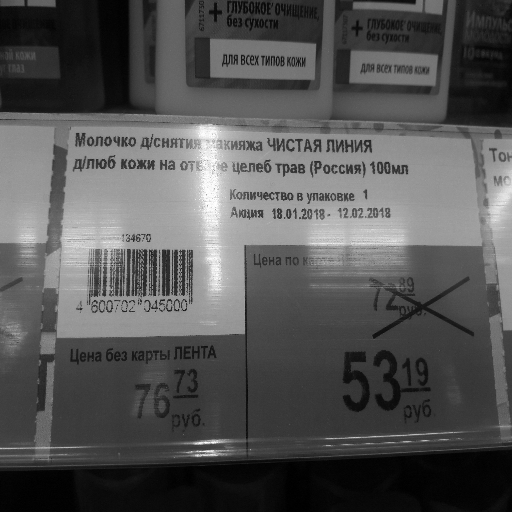 + ГЛУБОКОЕ ОЧИЩЕНИЕ,
без сухости
ДЛЯ ВСЕХ ТИПОВ КОЖИ
+ ГЛУБОКОЕ ОЧИЩЕНИЕ,
без сухости
ДЛЯ ВСЕХ ТИПОВ КОЖИ
Молочко д/снятия макияжа ЧИСТАЯ ЛИНИЯ
д/люб кожи на отваре целеб трав (Россия) 100мл
Количество в упаковке 1
Акция 18.01.2018 - 12.02.2018
134670
4 600702 045000
Цена по карте
72 89
руб.
53 19
руб.
Цена без карты ЛЕНТА
76 73
руб.
Тон
мо